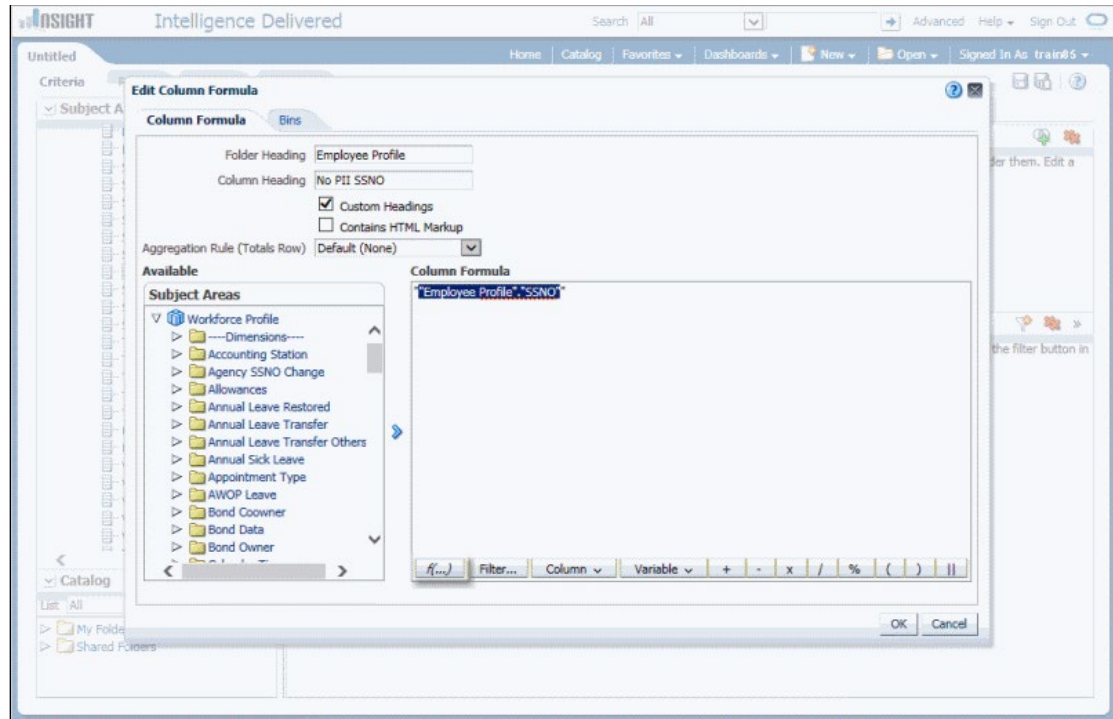 INSIGHT Intelligence Delivered Search All Advanced Help Sign Out
Untitled Home Catalog Favorites Dashboards New Open Signed In As train85
Criteria
Edit Column Formula
Subject A
Column Formula Bins
Folder Heading Employee Profile
der them. Edit a
Column Heading No PII SSNO
Custom Headings
Contains HTML Markup
Aggregation Rule (Totals Row) Default (None)
Available Column Formula
Subject Areas
""Employee Profile"."SSNO""
Workforce Profile
----Dimensions----
Accounting Station
the filter button in
Agency SSNO Change
Allowances
Annual Leave Restored
Annual Leave Transfer
Annual Leave Transfer Others
Annual Sick Leave
Appointment Type
AWOP Leave
Bond Coowner
Bond Data
Bond Owner
f(...) Filter... Column Variable + - x / % ( ) ||
Catalog
List All
OK Cancel
My Folde
Shared Folders